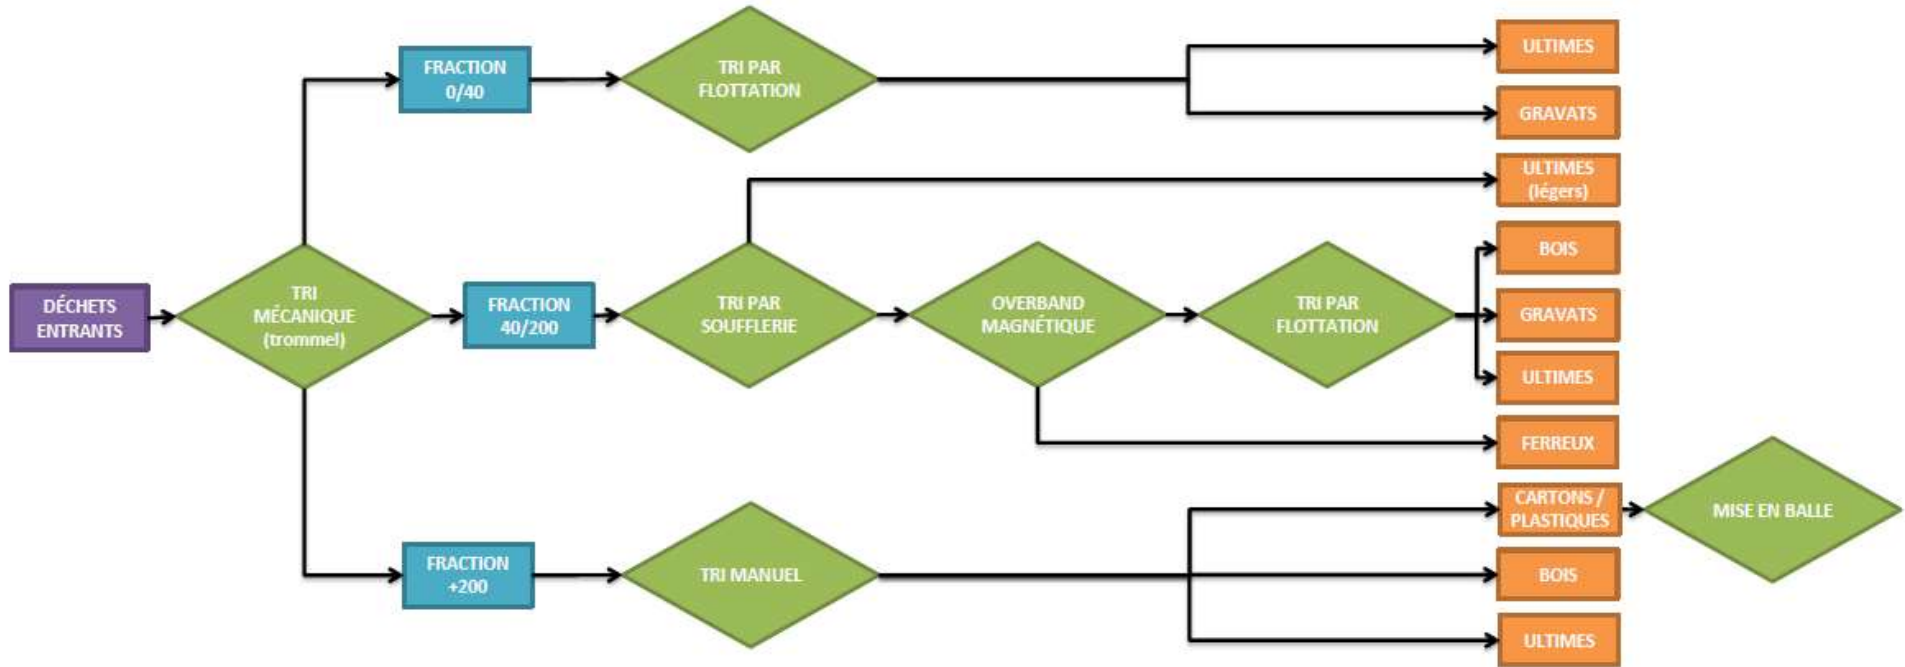 FRACTION
0/40
TRI PAR
FLOTTATION
ULTIMES
GRAVATS
ULTIMES
(légers)
DÉCHETS
ENTRANTS
TRI
MÉCANIQUE
(trommel)
FRACTION
40/200
TRI PAR
SOUFFLERIE
OVERBAND
MAGNÉTIQUE
TRI PAR
FLOTTATION
BOIS
GRAVATS
ULTIMES
FERREUX
FRACTION
+200
TRI MANUEL
CARTONS /
PLASTIQUES
MISE EN BALLE
BOIS
ULTIMES